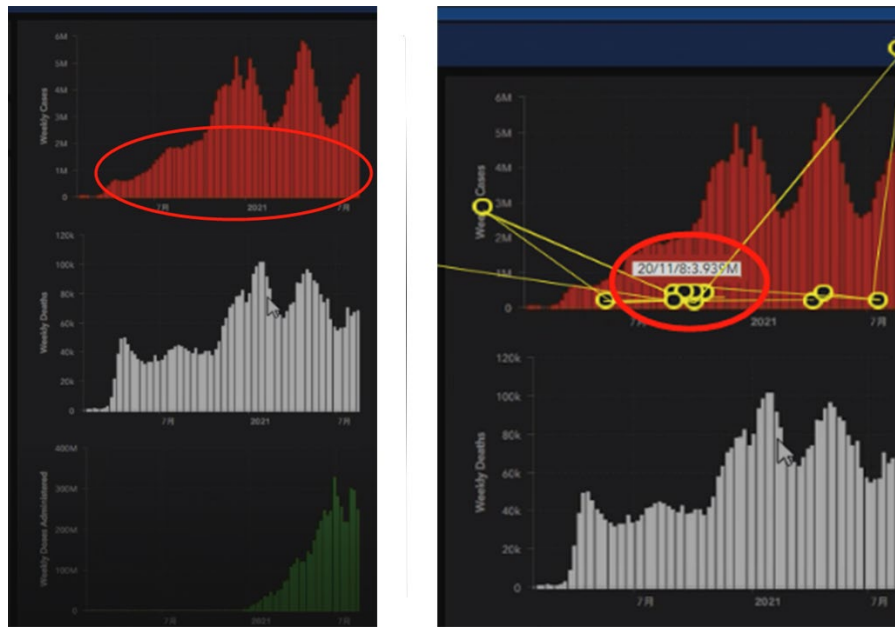 6M
5M
4M
3M
2M
1M
0
Weekly Cases
7月
2021
7月
120k
100k
80k
60k
40k
20k
0
Weekly Deaths
7月
2021
7月
400M
300M
200M
100M
0
Weekly Doses Administered
7月
2021
7月
6M
5M
4M
3M
2M
1M
0
Weekly Cases
20/11/8:3.939M
7月
2021
7月
120k
100k
80k
60k
40k
20k
0
Weekly Deaths
7月
2021
7月